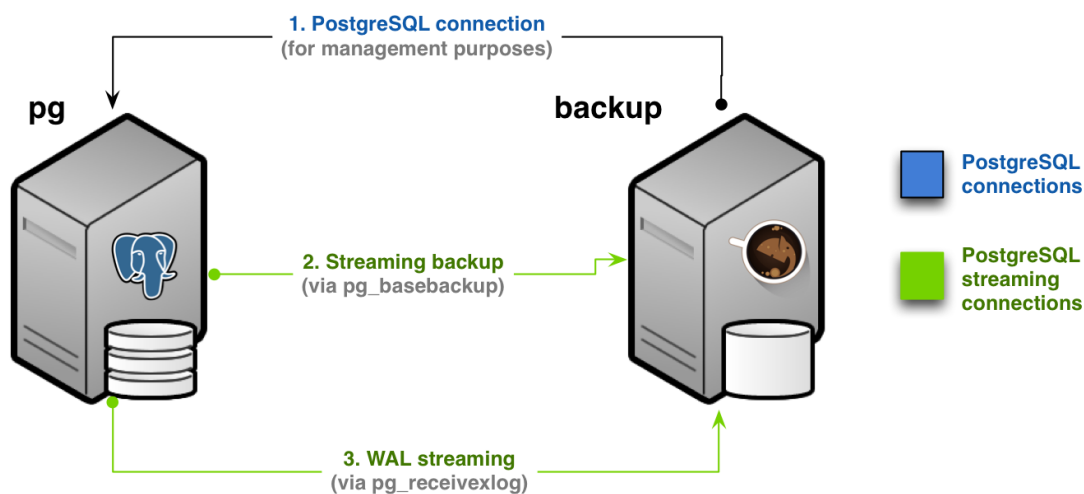 1. PostgreSQL connection
(for management purposes)
pg
backup
PostgreSQL
connections
2. Streaming backup
(via pg_basebackup)
PostgreSQL
streaming
connections
3. WAL streaming
(via pg_receivexlog)